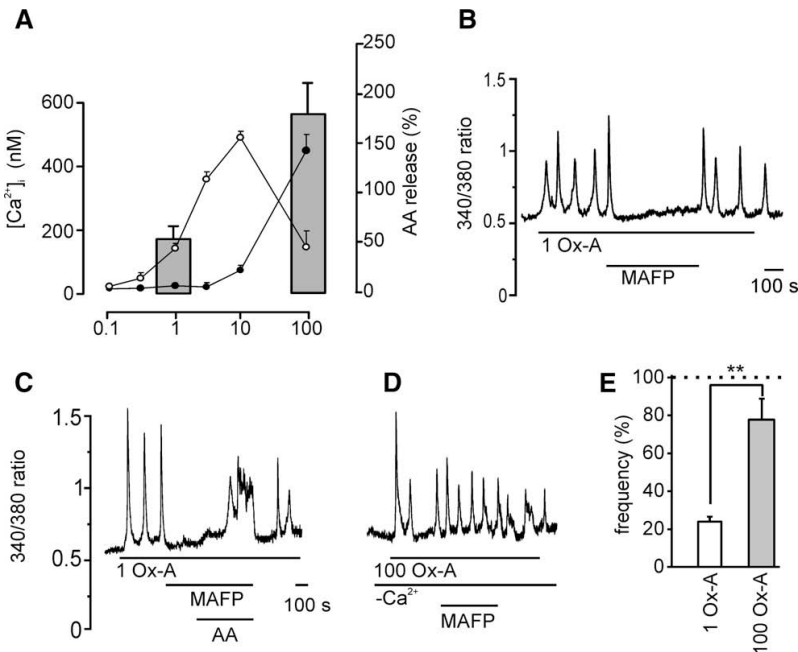 A
250
200
150
100
50
0
AA release (%)
600
400
200
0
[Ca²⁺]ᵢ (nM)
0.1
1
10
100
B
1.5
1
0.5
0
340/380 ratio
1 Ox-A
MAFP
100 s
C
1.5
1
0.5
0
340/380 ratio
1 Ox-A
MAFP
AA
100 s
D
100 Ox-A
-Ca²⁺
MAFP
E
**
100
80
60
40
20
0
frequency (%)
1 Ox-A
100 Ox-A